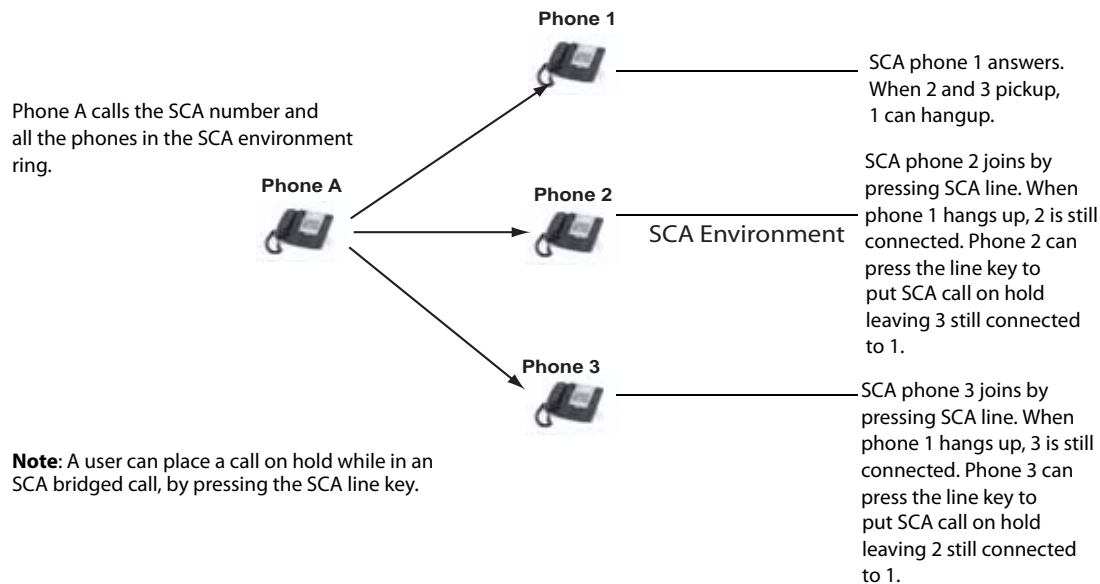 Phone 1
SCA phone 1 answers.
When 2 and 3 pickup,
1 can hangup.
Phone A calls the SCA number and
all the phones in the SCA environment
ring.
Phone A
Phone 2
SCA Environment
SCA phone 2 joins by
pressing SCA line. When
phone 1 hangs up, 2 is still
connected. Phone 2 can
press the line key to
put SCA call on hold
leaving 3 still connected
to 1.
Phone 3
SCA phone 3 joins by
pressing SCA line. When
phone 1 hangs up, 3 is still
connected. Phone 3 can
press the line key to
put SCA call on hold
leaving 2 still connected
to 1.
Note: A user can place a call on hold while in an
SCA bridged call, by pressing the SCA line key.